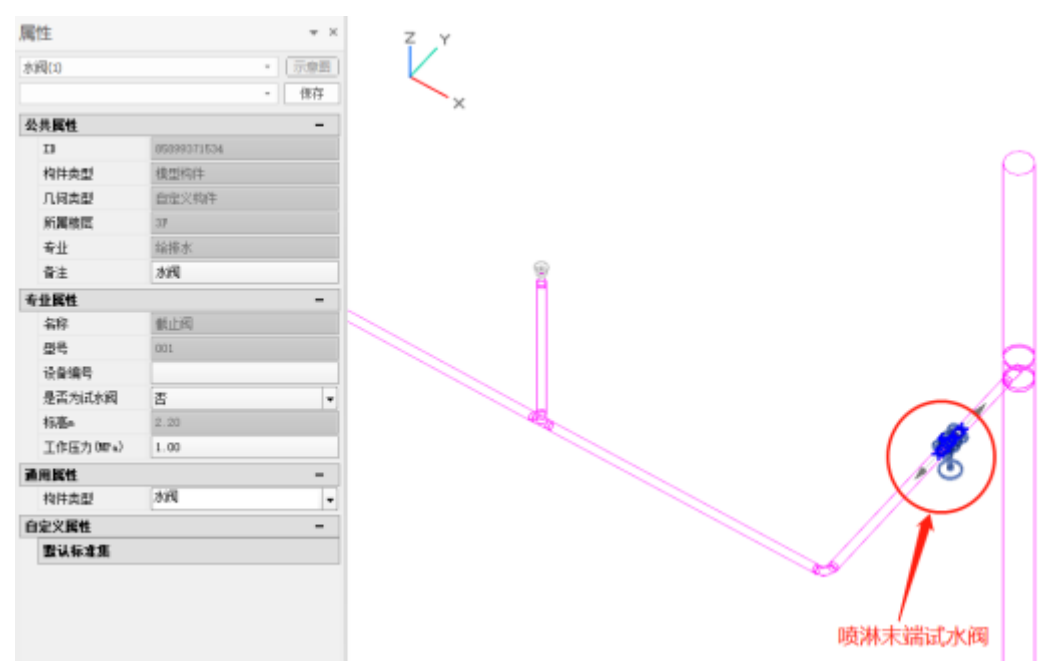 属性
水阀(1)
示意图
保存
公共属性
ID 85899371534
构件类型 模型构件
几何类型 自定义构件
所属楼层 3F
专业 给排水
备注 水阀
专业属性
名称 截止阀
型号 001
设备编号
是否为试水阀 否
标高m 2.20
工作压力(MPa) 1.00
通用属性
构件类型 水阀
自定义属性
默认标准集
Z
Y
X
喷淋末端试水阀